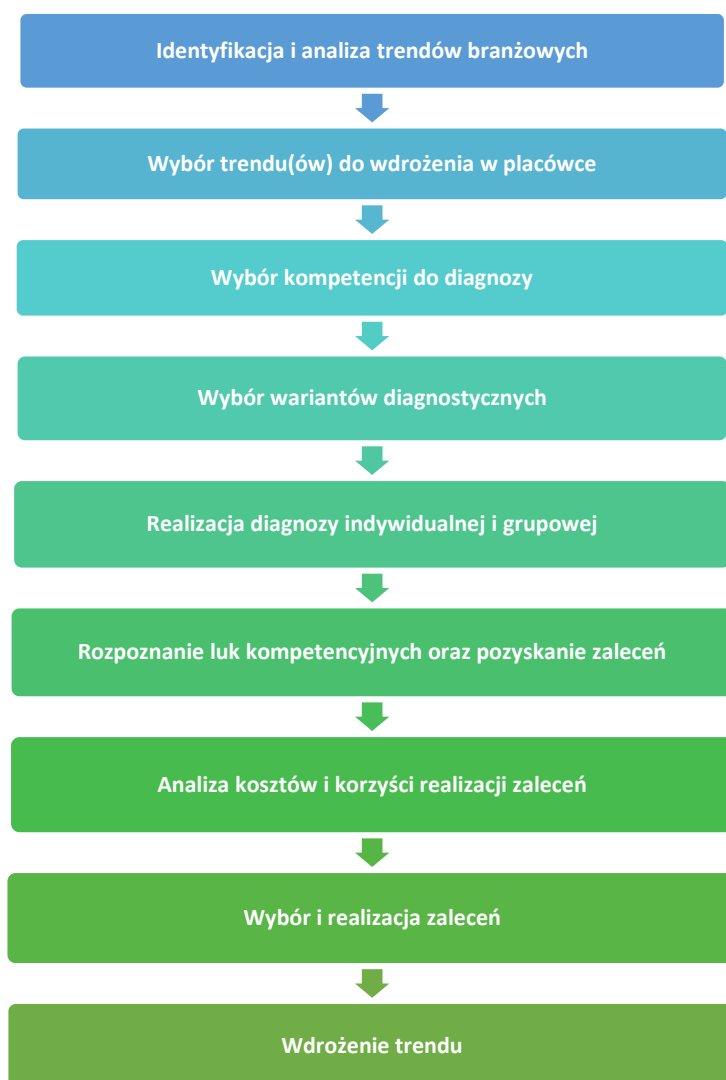 Identyfikacja i analiza trendów branżowych
Wybór trendu(ów) do wdrożenia w placówce
Wybór kompetencji do diagnozy
Wybór wariantów diagnostycznych
Realizacja diagnozy indywidualnej i grupowej
Rozpoznanie luk kompetencyjnych oraz pozyskanie zaleceń
Analiza kosztów i korzyści realizacji zaleceń
Wybór i realizacja zaleceń
Wdrożenie trendu